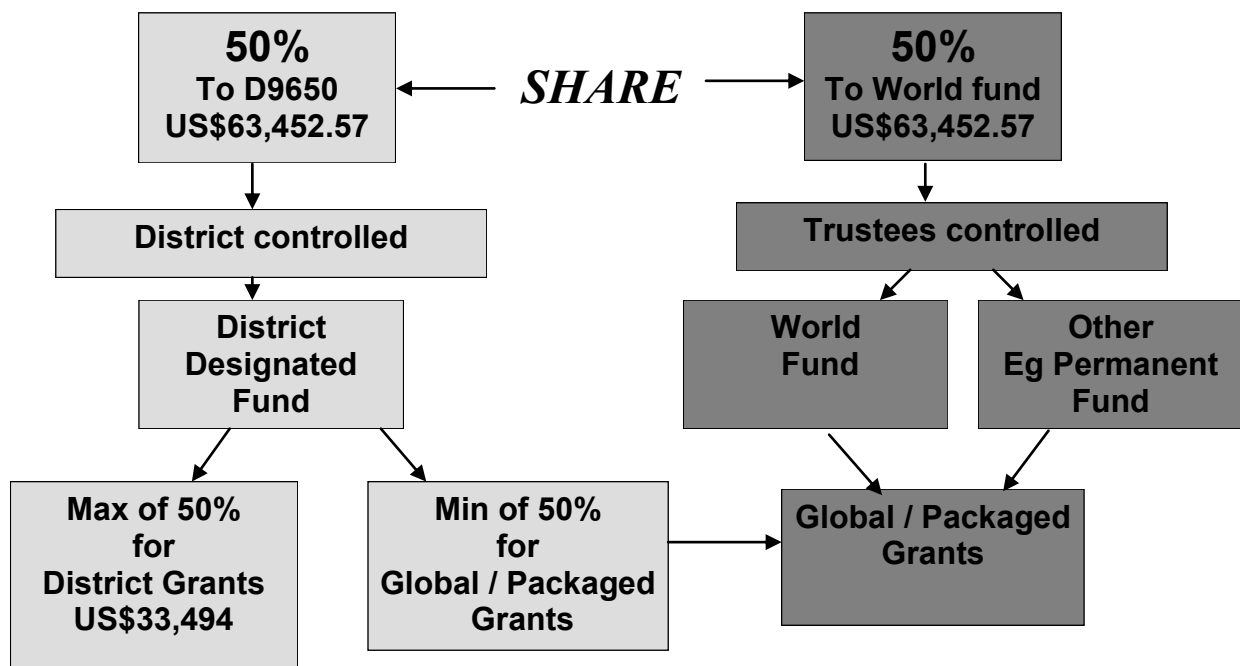 50%
To D9650
US$63,452.57
SHARE
50%
To World fund
US$63,452.57
District controlled
Trustees controlled
District
Designated
Fund
World
Fund
Other
Eg Permanent
Fund
Max of 50%
for
District Grants
US$33,494
Min of 50%
for
Global / Packaged
Grants
Global / Packaged
Grants